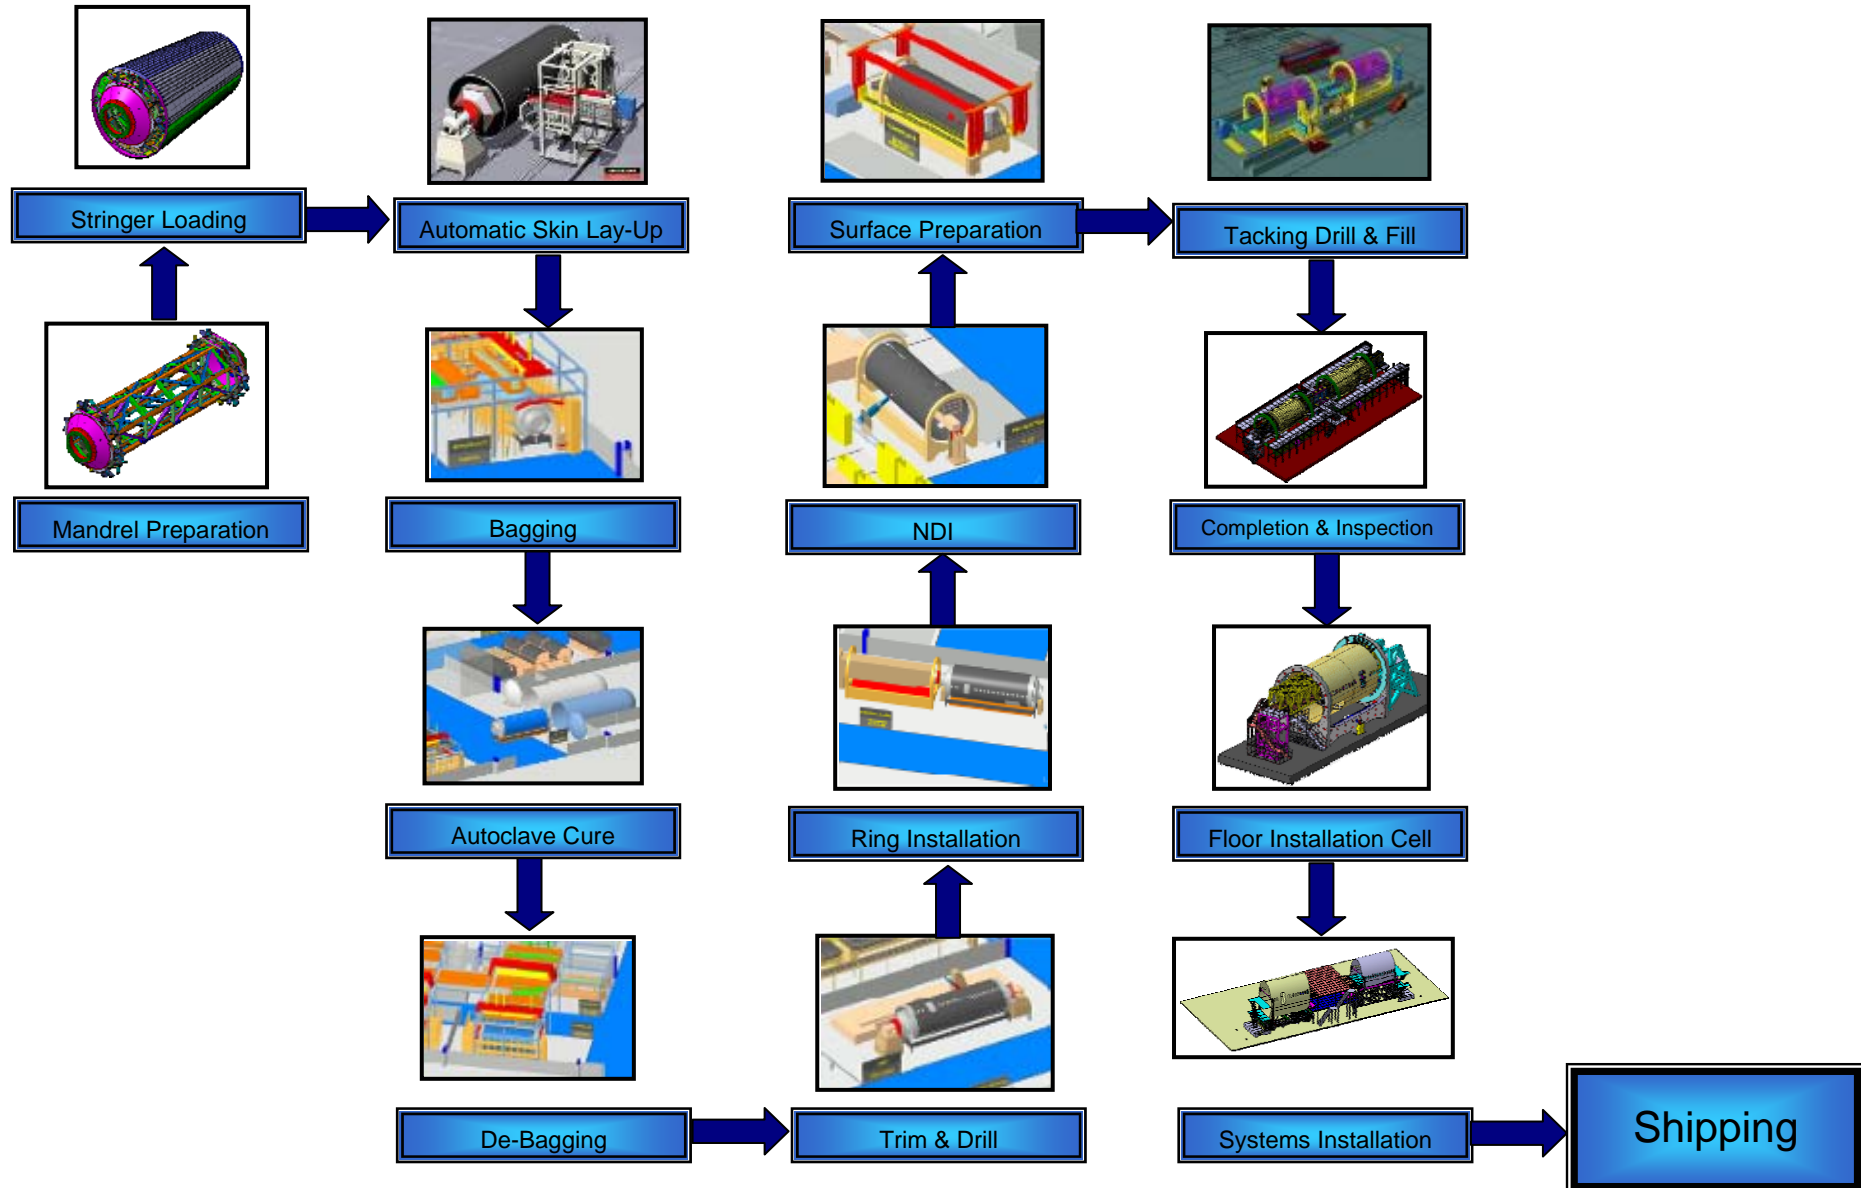 Stringer Loading
Automatic Skin Lay-Up
Surface Preparation
Tacking Drill & Fill
Mandrel Preparation
Bagging
NDI
Completion & Inspection
Autoclave Cure
Ring Installation
Floor Installation Cell
De-Bagging
Trim & Drill
Systems Installation
Shipping